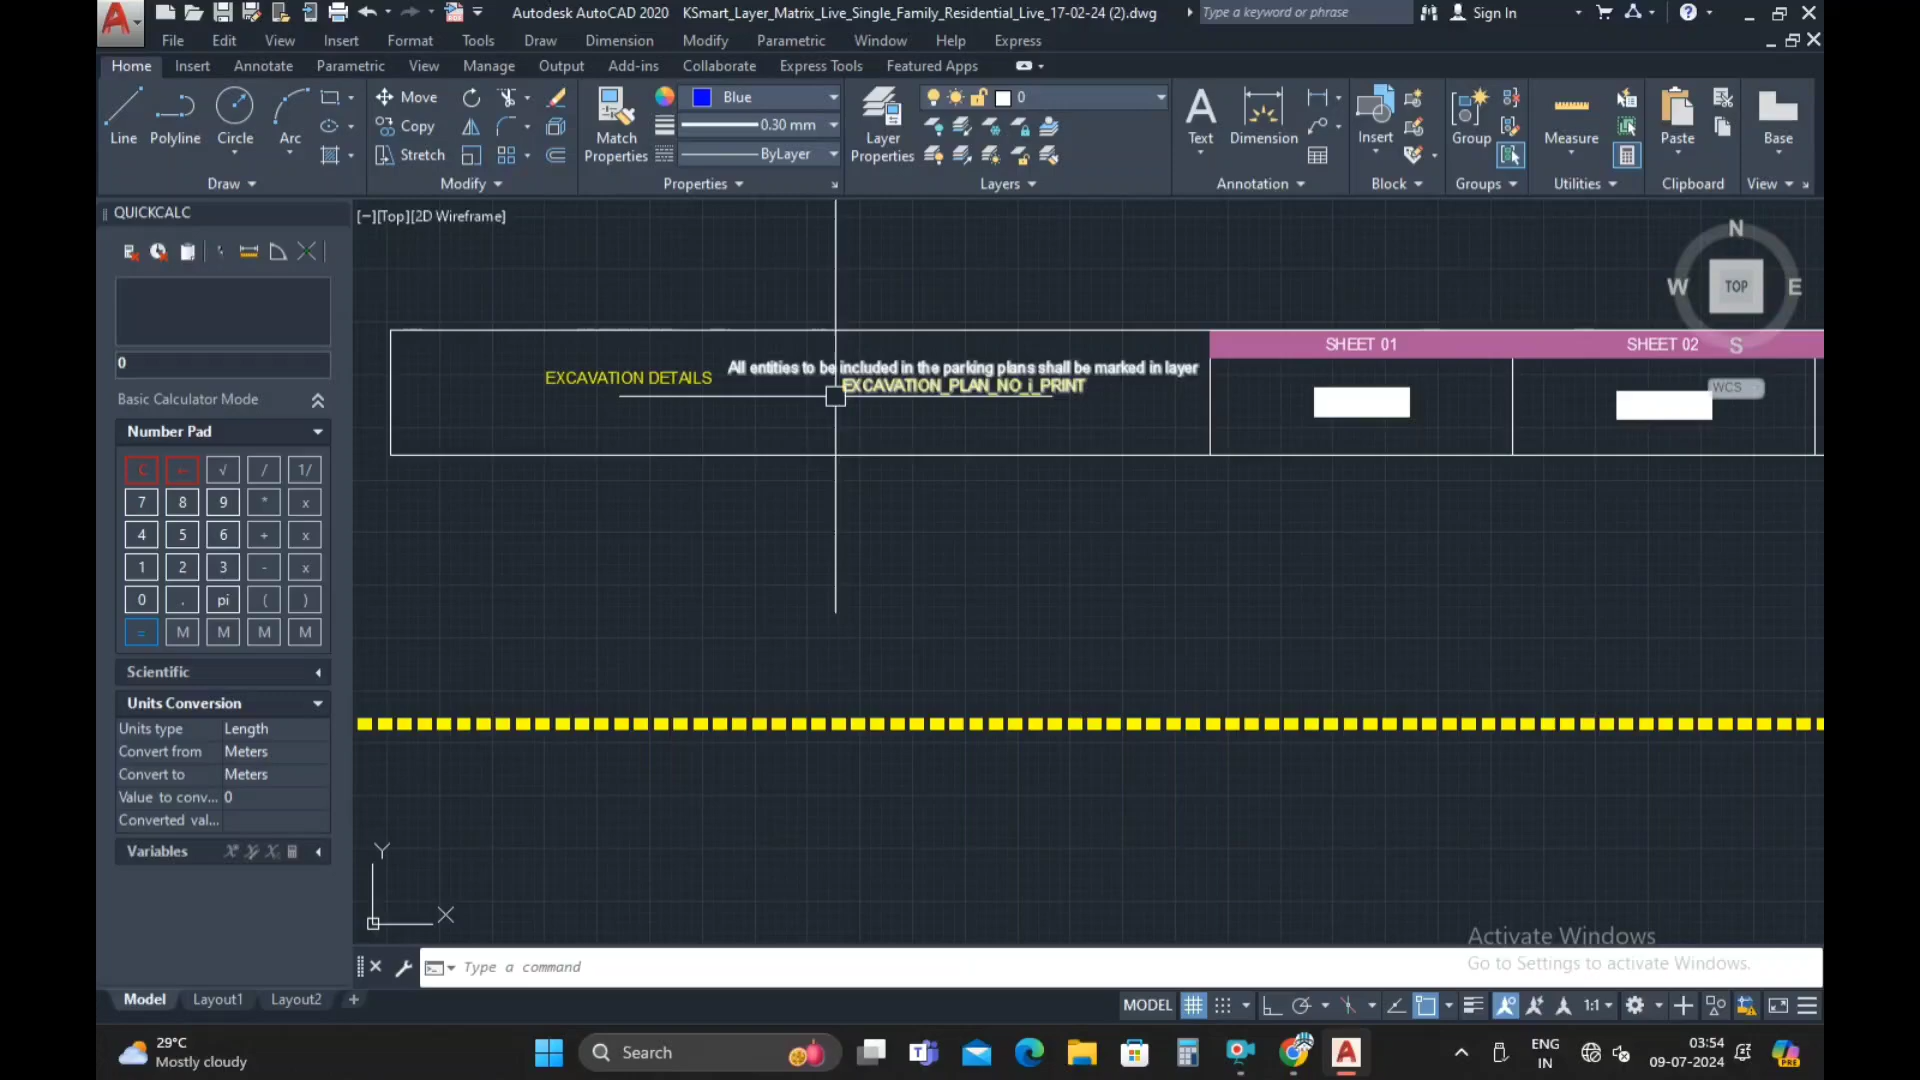 Autodesk AutoCAD 2020 KSmart_Layer_Matrix_Live_Single_Family_Residential_Live_17-02-24 (2).dwg
Type a keyword or phrase
Sign In
File Edit View Insert Format Tools Draw Dimension Modify Parametric Window Help Express
Home Insert Annotate Parametric View Manage Output Add-ins Collaborate Express Tools Featured Apps
Line Polyline Circle Arc
Move
Copy
Stretch
Match Properties
Blue
0.30 mm
ByLayer
Layer Properties
0
Text Dimension
Insert
Group
Measure
Paste
Base
Draw Modify Properties Layers Annotation Block Groups Utilities Clipboard View
QUICKCALC
[−][Top][2D Wireframe]
N
W TOP E
S
WCS
0
Basic Calculator Mode
Number Pad
C ← √ / 1/
7 8 9 * x
4 5 6 + x
1 2 3 - x
0 . pi ( )
= M M M M
Scientific
Units Conversion
Units type Length
Convert from Meters
Convert to Meters
Value to conv... 0
Converted val...
Variables
EXCAVATION DETAILS
All entities to be included in the parking plans shall be marked in layer
EXCAVATION_PLAN_NO_i_PRINT
SHEET 01
SHEET 02
Y
X
Activate Windows
Go to Settings to activate Windows.
Type a command
Model Layout1 Layout2 +
MODEL
1:1
29°C
Mostly cloudy
Search
ENG
IN
03:54
09-07-2024